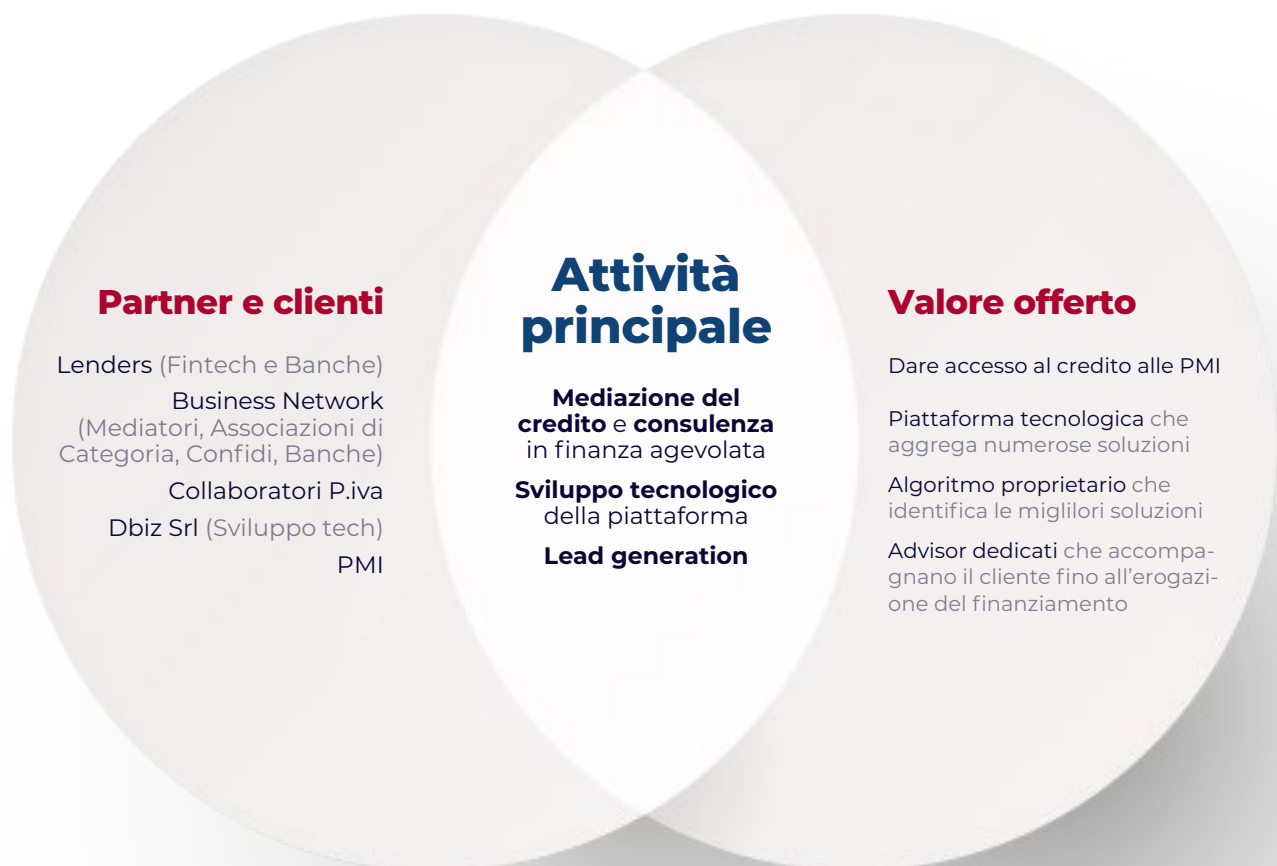 Partner e clienti
Lenders (Fintech e Banche)
Business Network
(Mediatori, Associazioni di
Categoria, Confidi, Banche)
Collaboratori P.iva
Dbiz Srl (Sviluppo tech)
PMI
Attività
principale
Mediazione del
credito e consulenza
in finanza agevolata
Sviluppo tecnologico
della piattaforma
Lead generation
Valore offerto
Dare accesso al credito alle PMI
Piattaforma tecnologica che
aggrega numerose soluzioni
Algoritmo proprietario che
identifica le miglilori soluzioni
Advisor dedicati che accompa-
gnano il cliente fino all’erogazi-
one del finanziamento